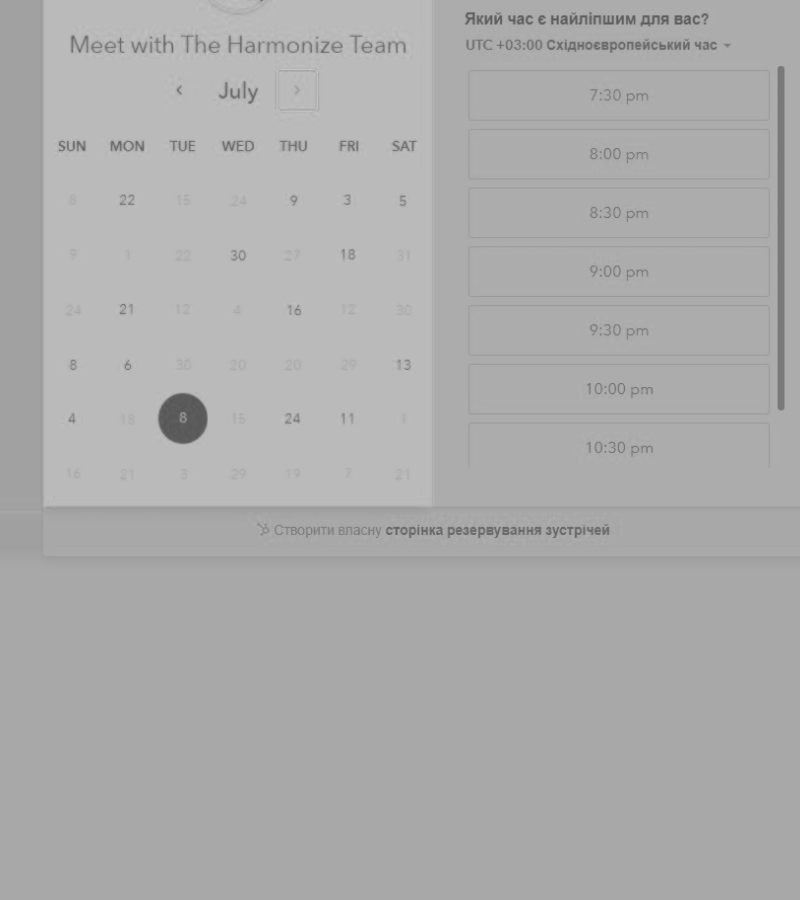 Meet with The Harmonize Team
July
SUN MON TUE WED THU FRI SAT
8 22 15 24 9 3 5
9 1 22 30 27 18 31
24 21 12 4 16 12 30
8 6 30 20 20 29 13
4 18 8 15 24 11 1
16 21 3 29 19 7 21
Який час є найліпшим для вас?
UTC +03:00 Східноєвропейський час
7:30 pm
8:00 pm
8:30 pm
9:00 pm
9:30 pm
10:00 pm
10:30 pm
Створити власну сторінка резервування зустрічей